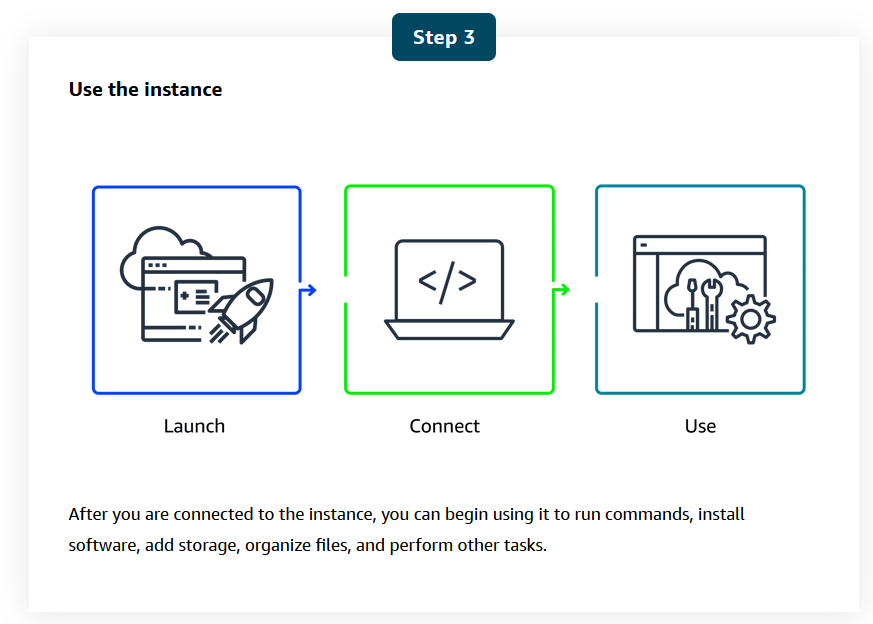 Step 3
Use the instance
</>
Launch
Connect
Use
After you are connected to the instance, you can begin using it to run commands, install
software, add storage, organize files, and perform other tasks.